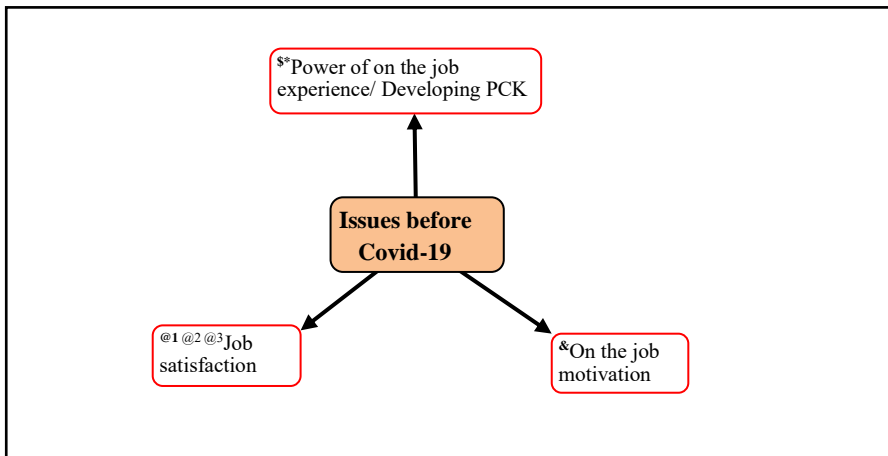 $*Power of on the job
experience/ Developing PCK
Issues before
Covid-19
@1 @2 @3Job
satisfaction
&On the job
motivation